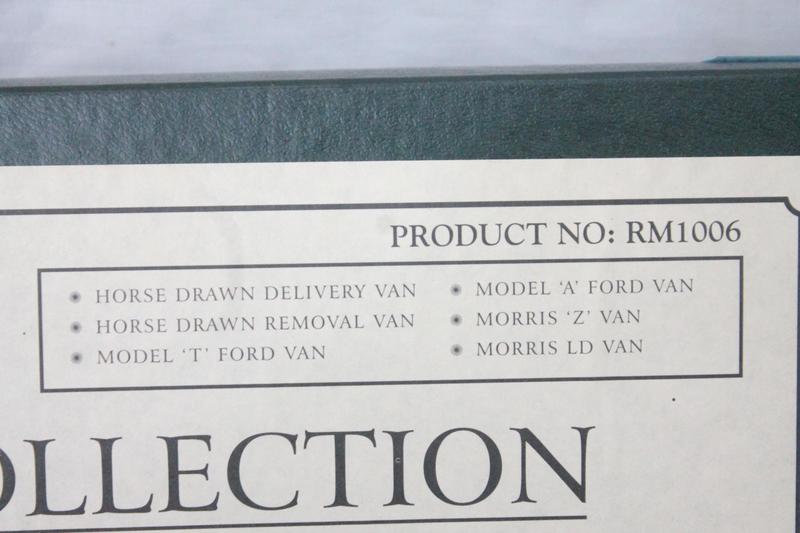 PRODUCT NO: RM1006
HORSE DRAWN DELIVERY VAN
HORSE DRAWN REMOVAL VAN
MODEL ‘T’ FORD VAN
MODEL ‘A’ FORD VAN
MORRIS ‘Z’ VAN
MORRIS LD VAN
OLLECTION